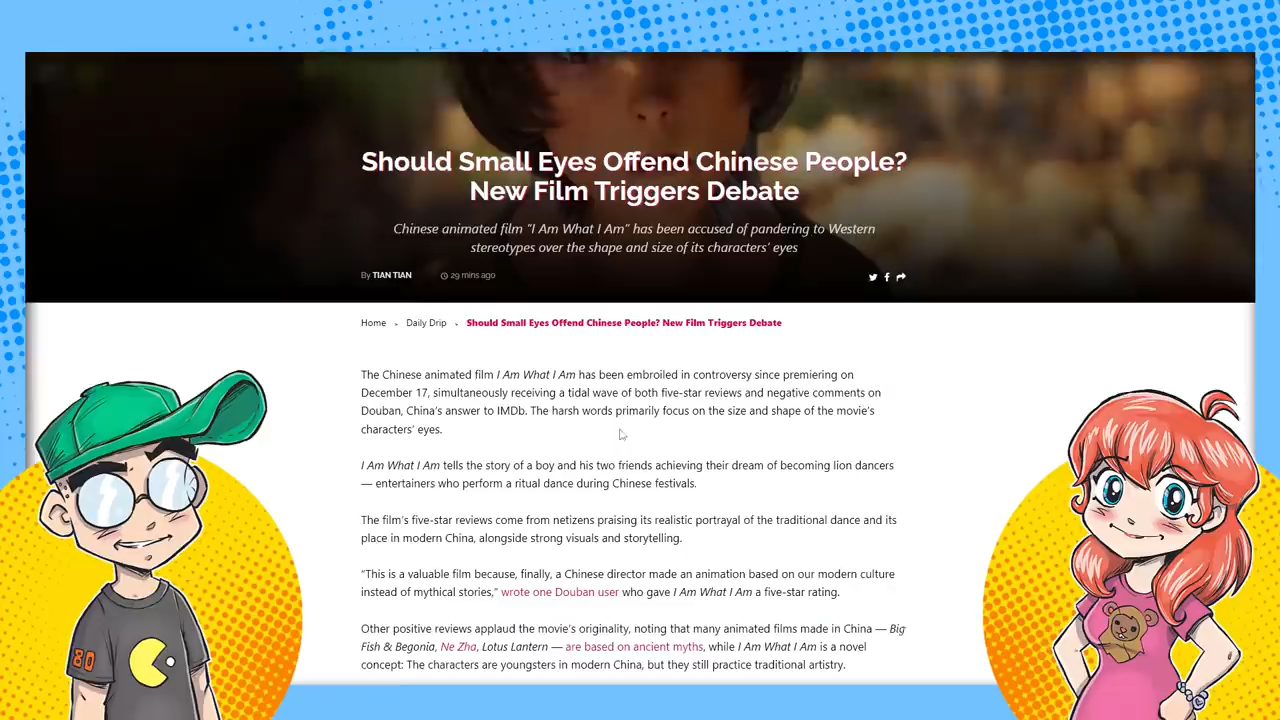 Should Small Eyes Offend Chinese People?
New Film Triggers Debate
Chinese animated film "I Am What I Am" has been accused of pandering to Western
stereotypes over the shape and size of its characters' eyes
By TIAN TIAN 29 mins ago
Home > Daily Drip > Should Small Eyes Offend Chinese People? New Film Triggers Debate
The Chinese animated film I Am What I Am has been embroiled in controversy since premiering on
December 17, simultaneously receiving a tidal wave of both five-star reviews and negative comments on
Douban, China's answer to IMDb. The harsh words primarily focus on the size and shape of the movie's
characters' eyes.
I Am What I Am tells the story of a boy and his two friends achieving their dream of becoming lion dancers
— entertainers who perform a ritual dance during Chinese festivals.
The film's five-star reviews come from netizens praising its realistic portrayal of the traditional dance and its
place in modern China, alongside strong visuals and storytelling.
"This is a valuable film because, finally, a Chinese director made an animation based on our modern culture
instead of mythical stories," wrote one Douban user who gave I Am What I Am a five-star rating.
Other positive reviews applaud the movie's originality, noting that many animated films made in China — Big
Fish & Begonia, Ne Zha, Lotus Lantern — are based on ancient myths, while I Am What I Am is a novel
concept: The characters are youngsters in modern China, but they still practice traditional artistry.
80